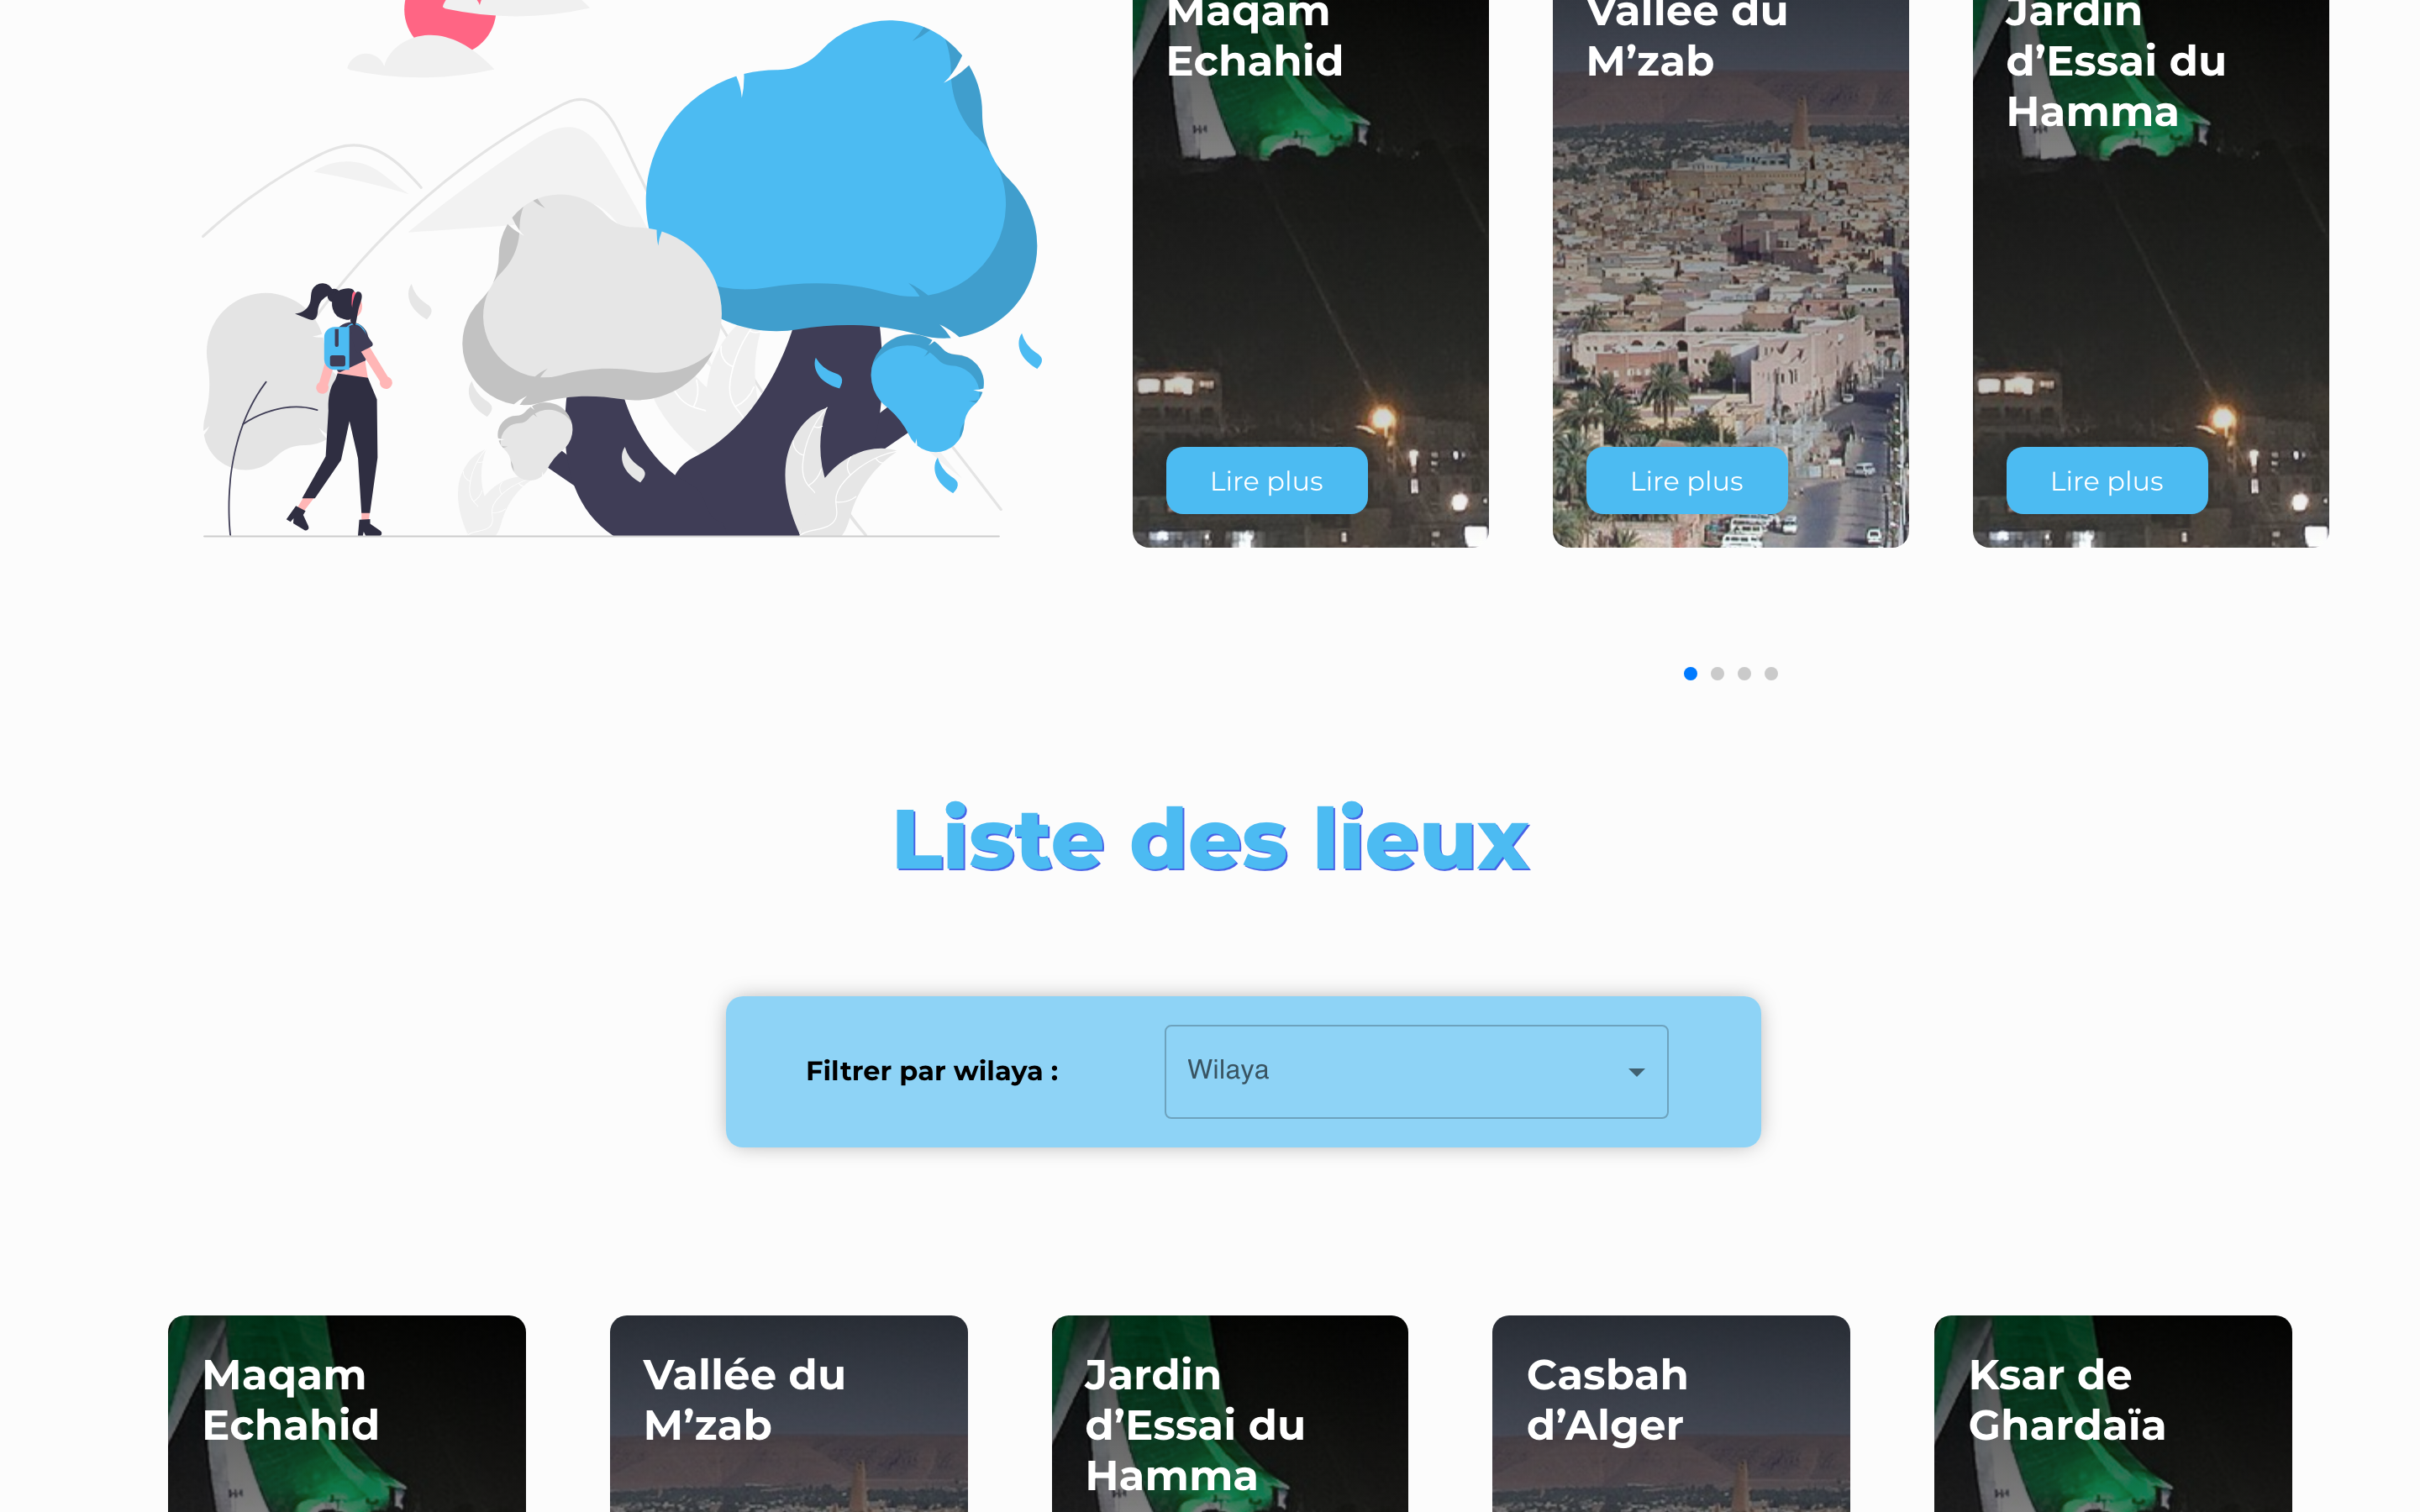 Maqam
Echahid
Vallée du
M’zab
Jardin
d’Essai du
Hamma
Lire plus
Lire plus
Lire plus
Liste des lieux
Filtrer par wilaya :
Wilaya
Maqam
Echahid
Vallée du
M’zab
Jardin
d’Essai du
Hamma
Casbah
d’Alger
Ksar de
Ghardaïa